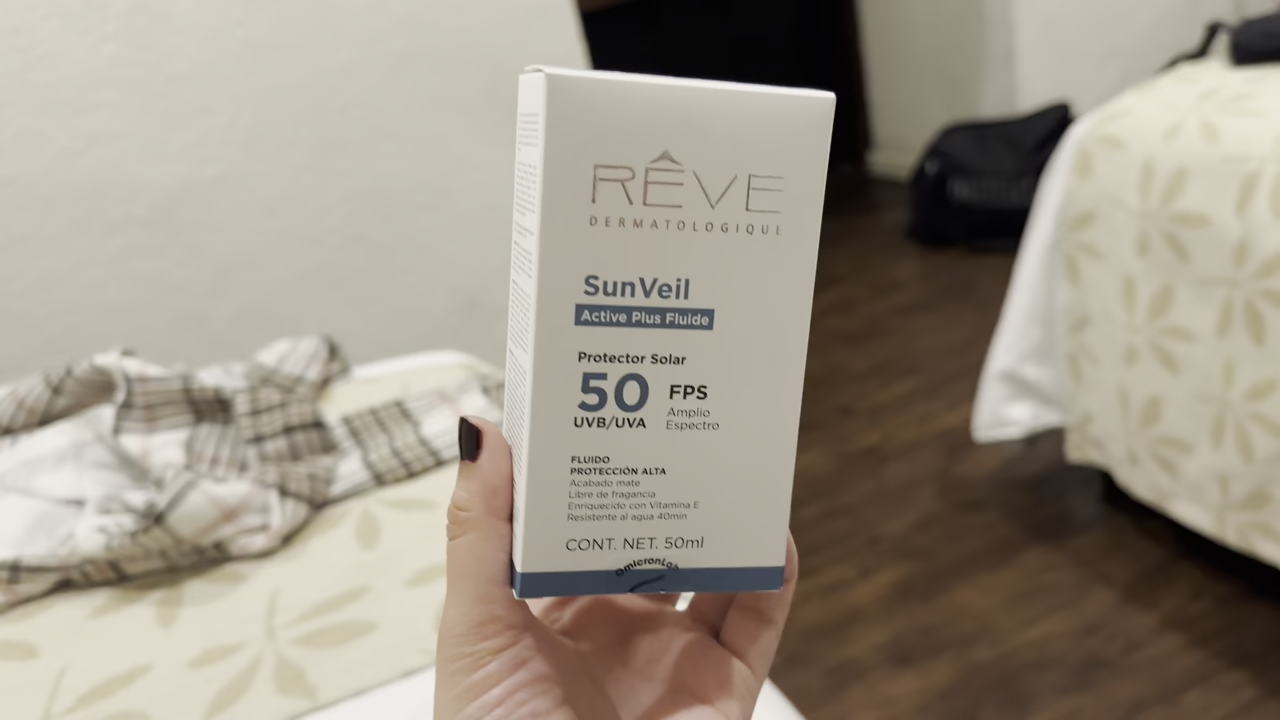 RÊVE
DERMATOLOGIQUE
SunVeil
Active Plus Fluide
Protector Solar
50 FPS
UVB/UVA
Amplio
Espectro
FLUIDO
PROTECCIÓN ALTA
Acabado mate
Libre de fragancia
Enriquecido con Vitamina E
Resistente al agua 40min
CONT. NET. 50ml
OmicronLab